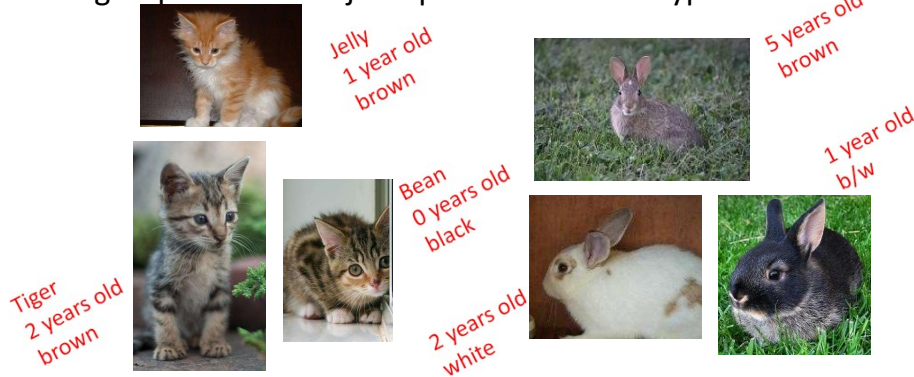 Jelly
1 year old
brown
5 years old
brown
1 year old
b/w
Bean
0 years old
black
Tiger
2 years old
brown
2 years old
white